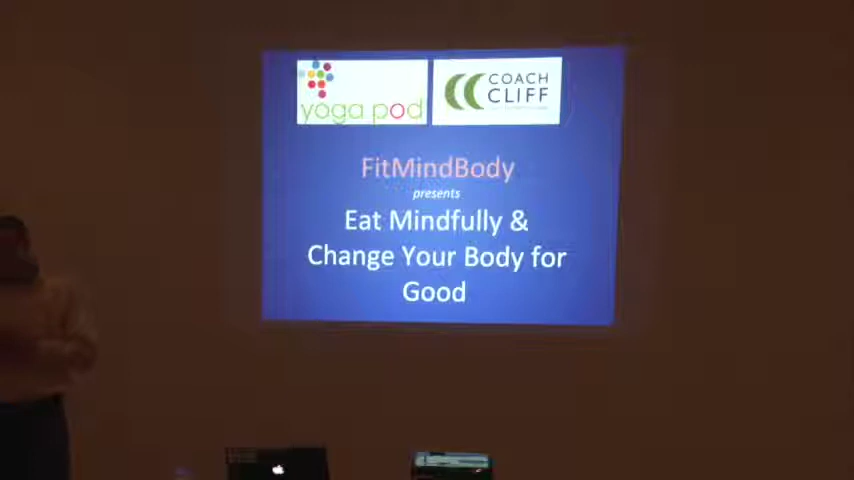 yoga pod
COACH
CLIFF
FitMindBody
presents
Eat Mindfully &
Change Your Body for
Good